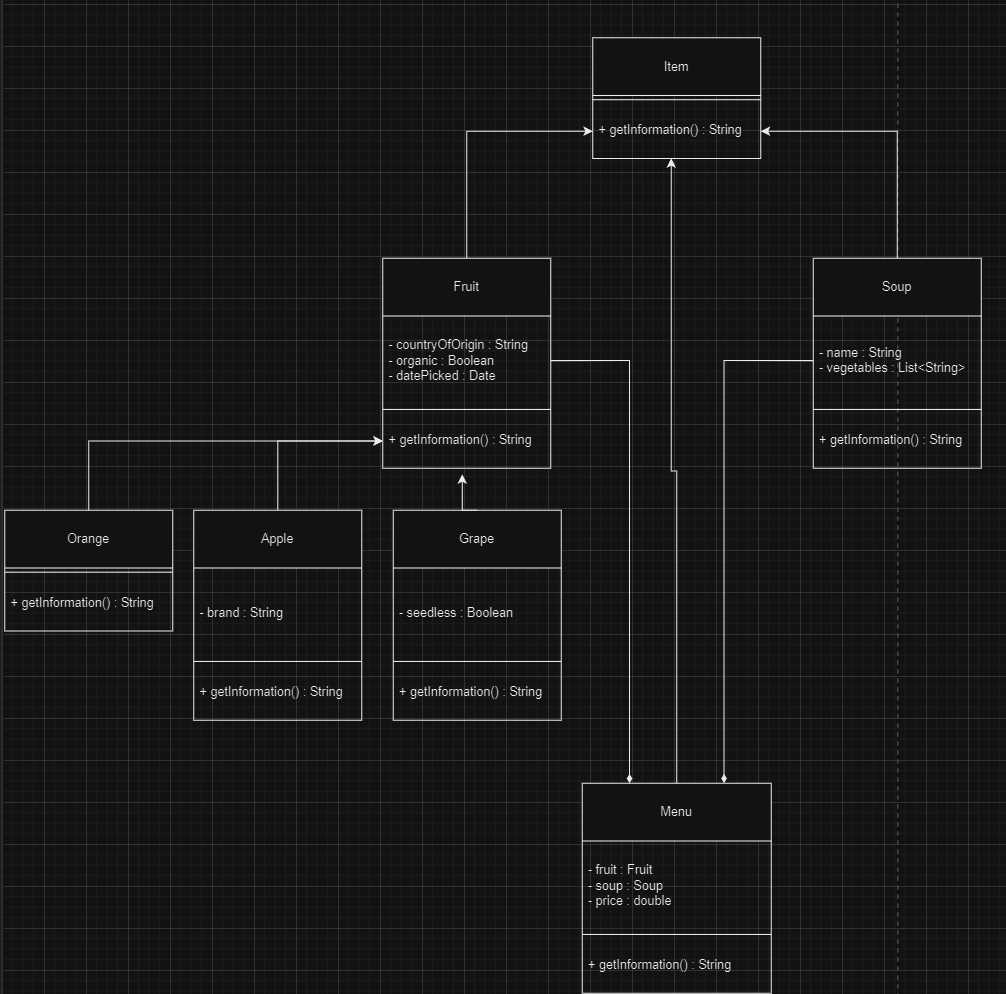 Item
+ getInformation() : String
Fruit
- countryOfOrigin : String
- organic : Boolean
- datePicked : Date
+ getInformation() : String
Soup
- name : String
- vegetables : List<String>
+ getInformation() : String
Orange
+ getInformation() : String
Apple
- brand : String
+ getInformation() : String
Grape
- seedless : Boolean
+ getInformation() : String
Menu
- fruit : Fruit
- soup : Soup
- price : double
+ getInformation() : String